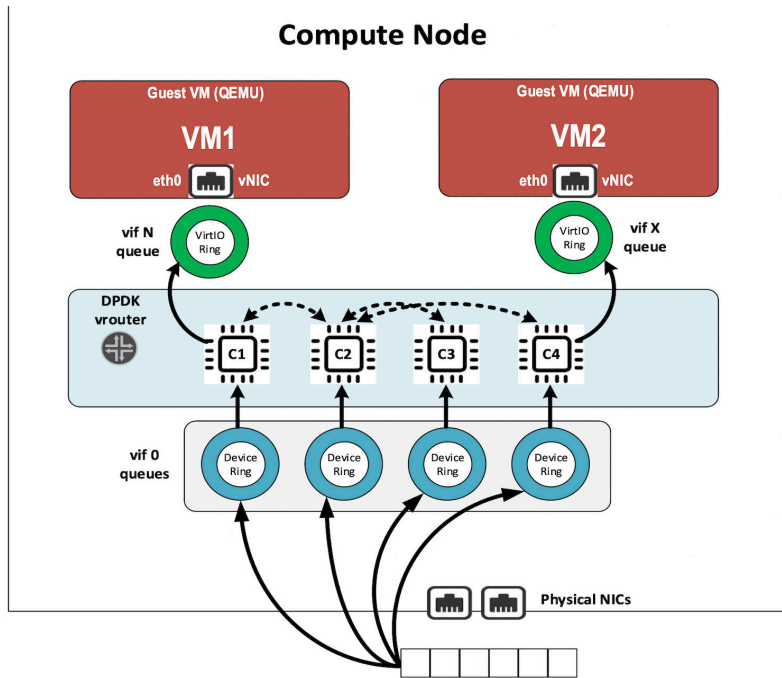 Compute Node
Guest VM (QEMU)
VM1
eth0
vNIC
Guest VM (QEMU)
VM2
eth0
vNIC
vif N
queue
VirtIO
Ring
VirtIO
Ring
vif X
queue
DPDK
vrouter
C1
C2
C3
C4
vif 0
queues
Device
Ring
Device
Ring
Device
Ring
Device
Ring
Physical NICs